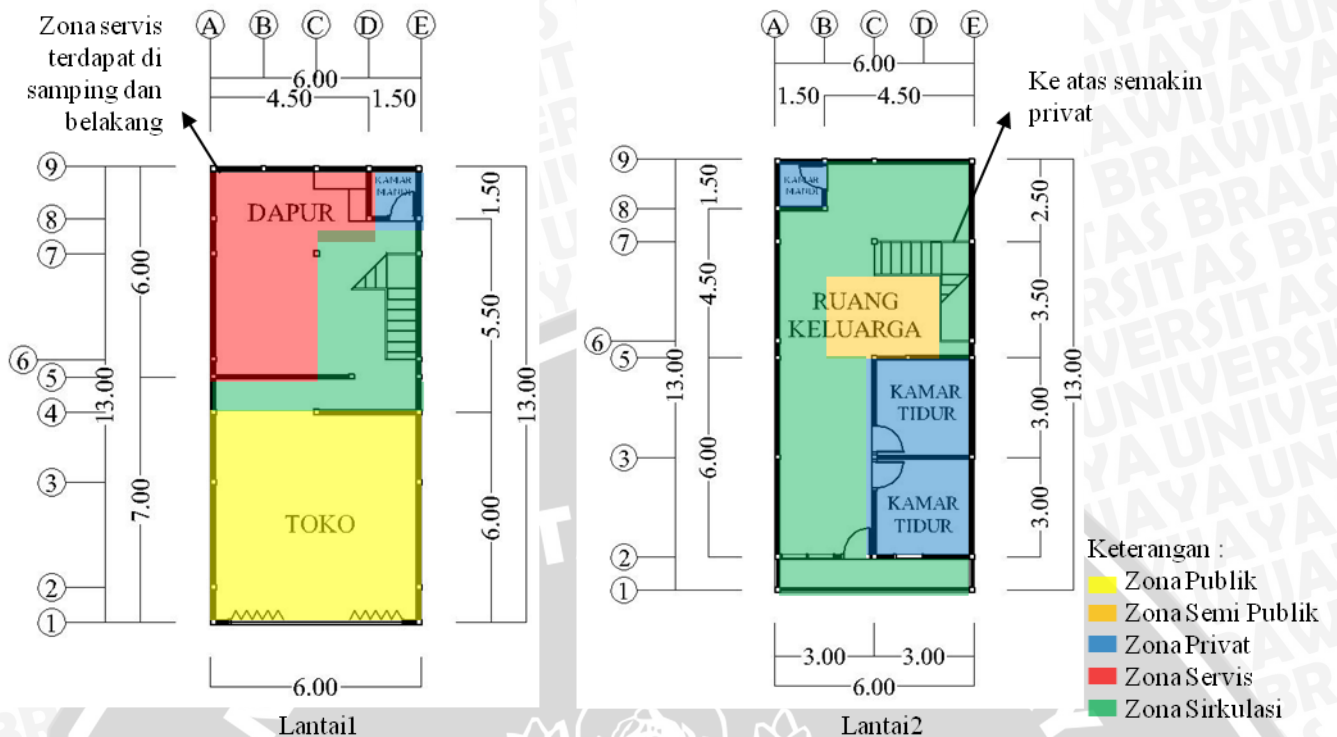 Zona servis
terdapat di
samping dan
belakang
A B C D E
6.00
4.50 1.50
9
8
7
6
5
4
3
2
1
13.00
6.00
7.00
DAPUR
KAMAR
MANDI
TOKO
1.50
5.50
6.00
13.00
6.00
Lantai1
A B C D E
6.00
1.50 4.50
Ke atas semakin
privat
9
8
7
6
5
3
2
1
13.00
1.50
4.50
6.00
KAMAR
MANDI
RUANG
KELUARGA
KAMAR
TIDUR
KAMAR
TIDUR
2.50
3.50
3.00
3.00
13.00
3.00 3.00
6.00
Lantai2
Keterangan :
Zona Publik
Zona Semi Publik
Zona Privat
Zona Servis
Zona Sirkulasi